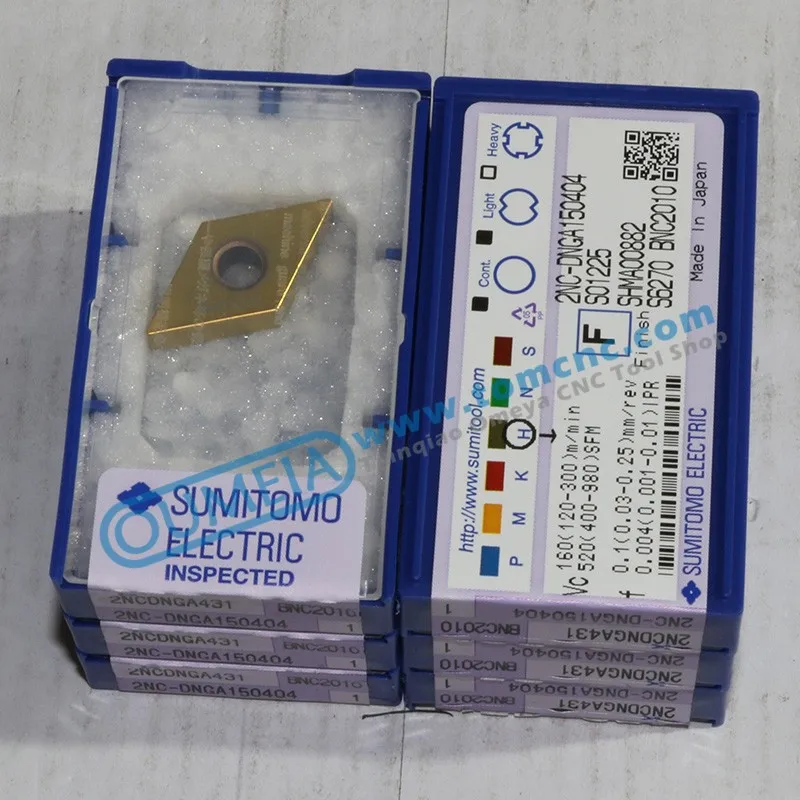 SUMITOMO
ELECTRIC
INSPECTED
2NCDNGA431 BNC2010
2NC-DNGA150404 1
2NCDNGA431 BNC2010
2NC-DNGA150404 1
2NCDNGA431 BNC2010
2NC-DNGA150404 1
Heavy
Light
Cont.
2NC-DNGA150404
S01225
SHMA00882
S6270 BNC2010
Made In Japan
F
http://www.sumitool.com
P M K H N S
Vc 160(120-300)m/min
520(400-980)SFM
f 0.1(0.03-0.25)mm/rev Finish
0.004(0.001-0.01)IPR
SUMITOMO ELECTRIC
2NC-DNGA150404 1
2NCDNGA431 BNC2010
2NC-DNGA150404 1
2NCDNGA431 BNC2010
2NC-DNGA150404 1
2NCDNGA431 BNC2010
OMEIA
Omeya CNC Tool Shop